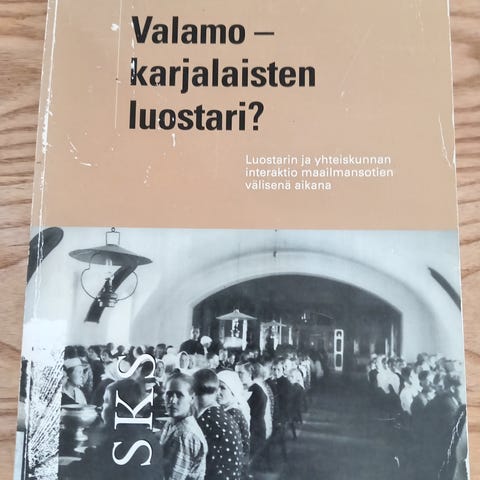 Valamo –
karjalaisten
luostari?
Luostarin ja yhteiskunnan
interaktio maailmansotien
välisenä aikana
SKS